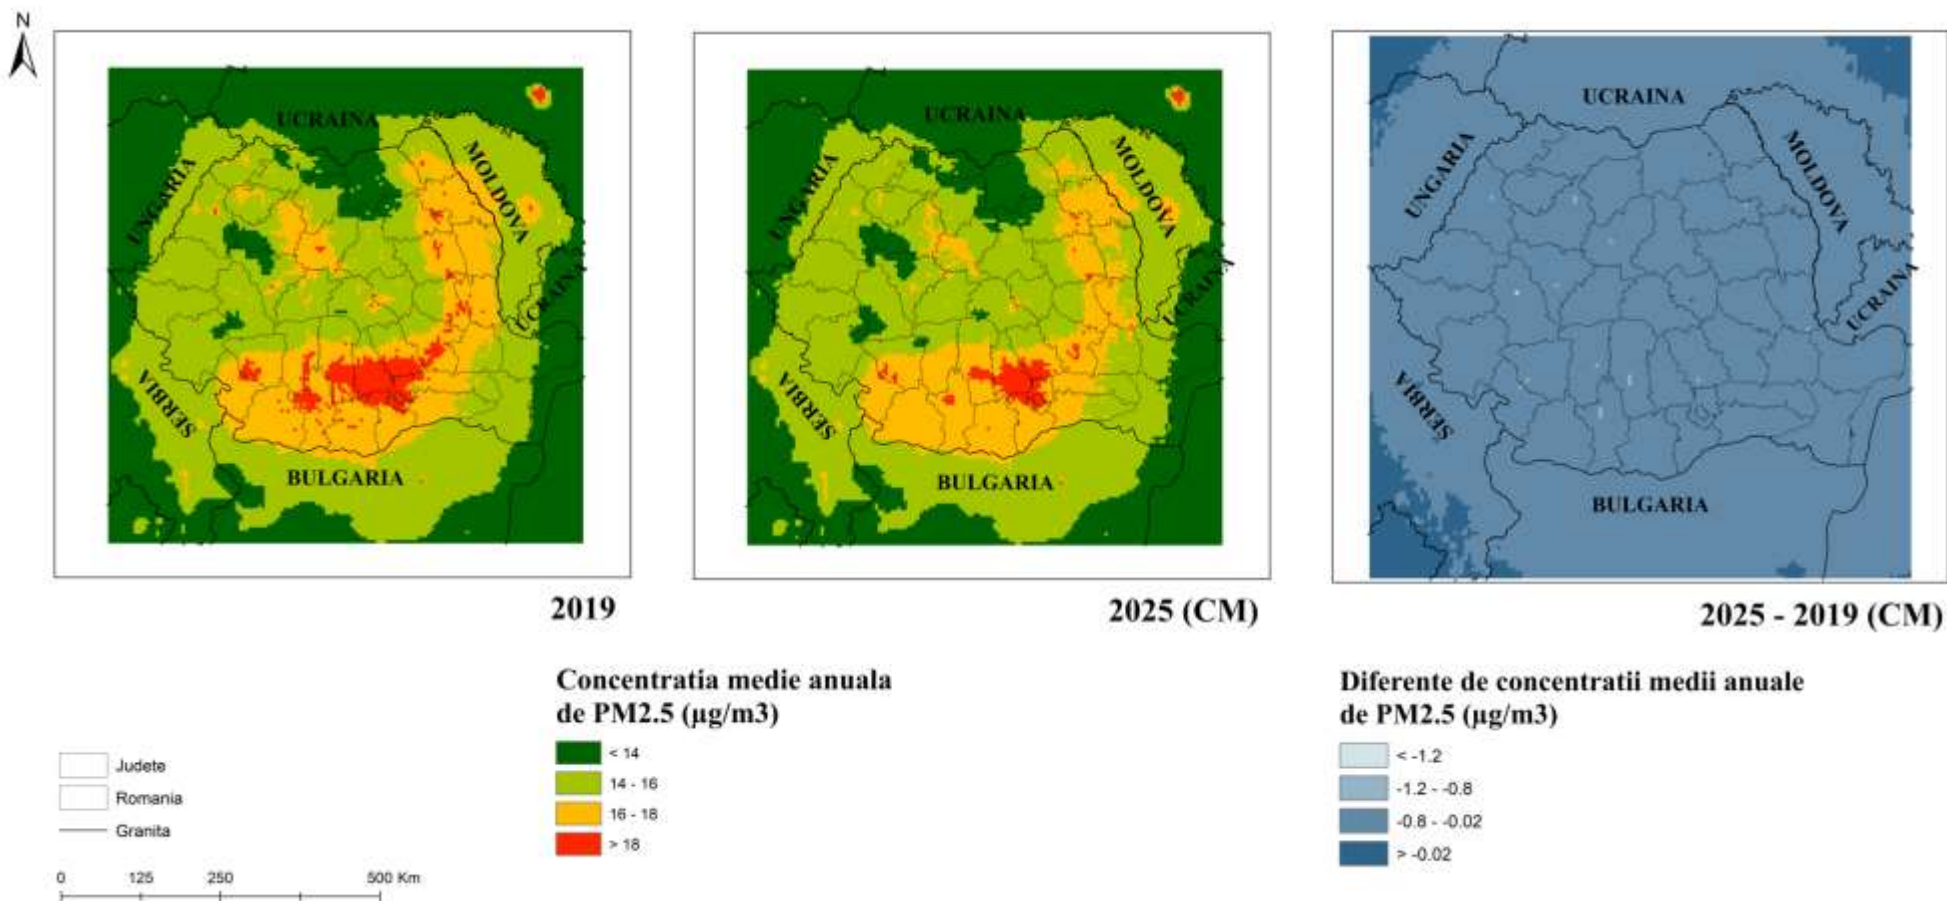 N
UCRAINA
UNGARIA
MOLDOVA
UCRAINA
SERBIA
BULGARIA
2019
UCRAINA
UNGARIA
MOLDOVA
UCRAINA
SERBIA
BULGARIA
2025 (CM)
UCRAINA
UNGARIA
MOLDOVA
UCRAINA
SERBIA
BULGARIA
2025 - 2019 (CM)
Judete
Romania
Granita
0 125 250 500 Km
Concentratia medie anuala
de PM2.5 (µg/m3)
< 14
14 - 16
16 - 18
> 18
Diferente de concentratii medii anuale
de PM2.5 (µg/m3)
< -1.2
-1.2 - -0.8
-0.8 - -0.02
> -0.02